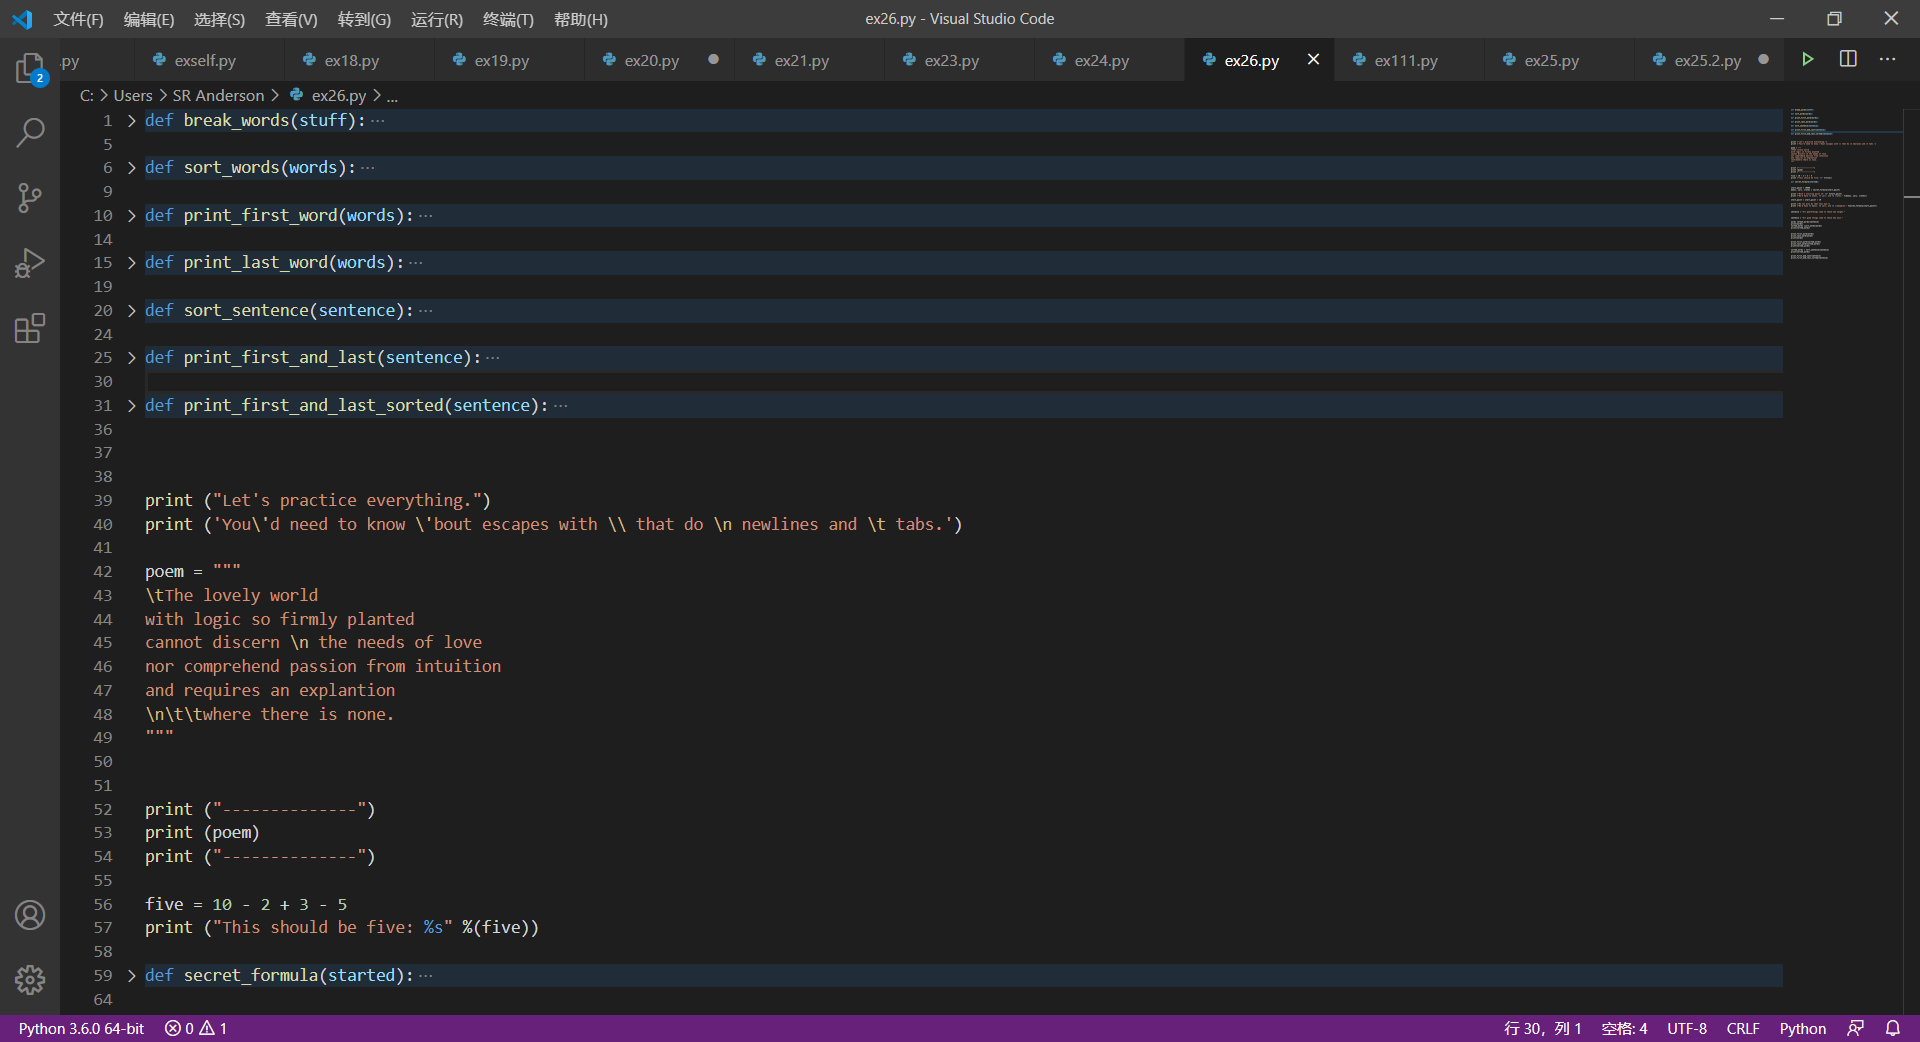 文件(F) 编辑(E) 选择(S) 查看(V) 转到(G) 运行(R) 终端(T) 帮助(H) ex26.py - Visual Studio Code
.py exself.py ex18.py ex19.py ex20.py ex21.py ex23.py ex24.py ex26.py ex111.py ex25.py ex25.2.py
2
C: > Users > SR Anderson > ex26.py > ...
1 def break_words(stuff): ···
5
6 def sort_words(words): ···
9
10 def print_first_word(words): ···
14
15 def print_last_word(words): ···
19
20 def sort_sentence(sentence): ···
24
25 def print_first_and_last(sentence): ···
30
31 def print_first_and_last_sorted(sentence): ···
36
37
38
39 print ("Let's practice everything.")
40 print ('You\'d need to know \'bout escapes with \\ that do \n newlines and \t tabs.')
41
42 poem = """
43 \tThe lovely world
44 with logic so firmly planted
45 cannot discern \n the needs of love
46 nor comprehend passion from intuition
47 and requires an explantion
48 \n\t\twhere there is none.
49 """
50
51
52 print ("--------------")
53 print (poem)
54 print ("--------------")
55
56 five = 10 - 2 + 3 - 5
57 print ("This should be five: %s" %(five))
58
59 def secret_formula(started): ···
64
Python 3.6.0 64-bit 0 1 行 30，列 1 空格: 4 UTF-8 CRLF Python